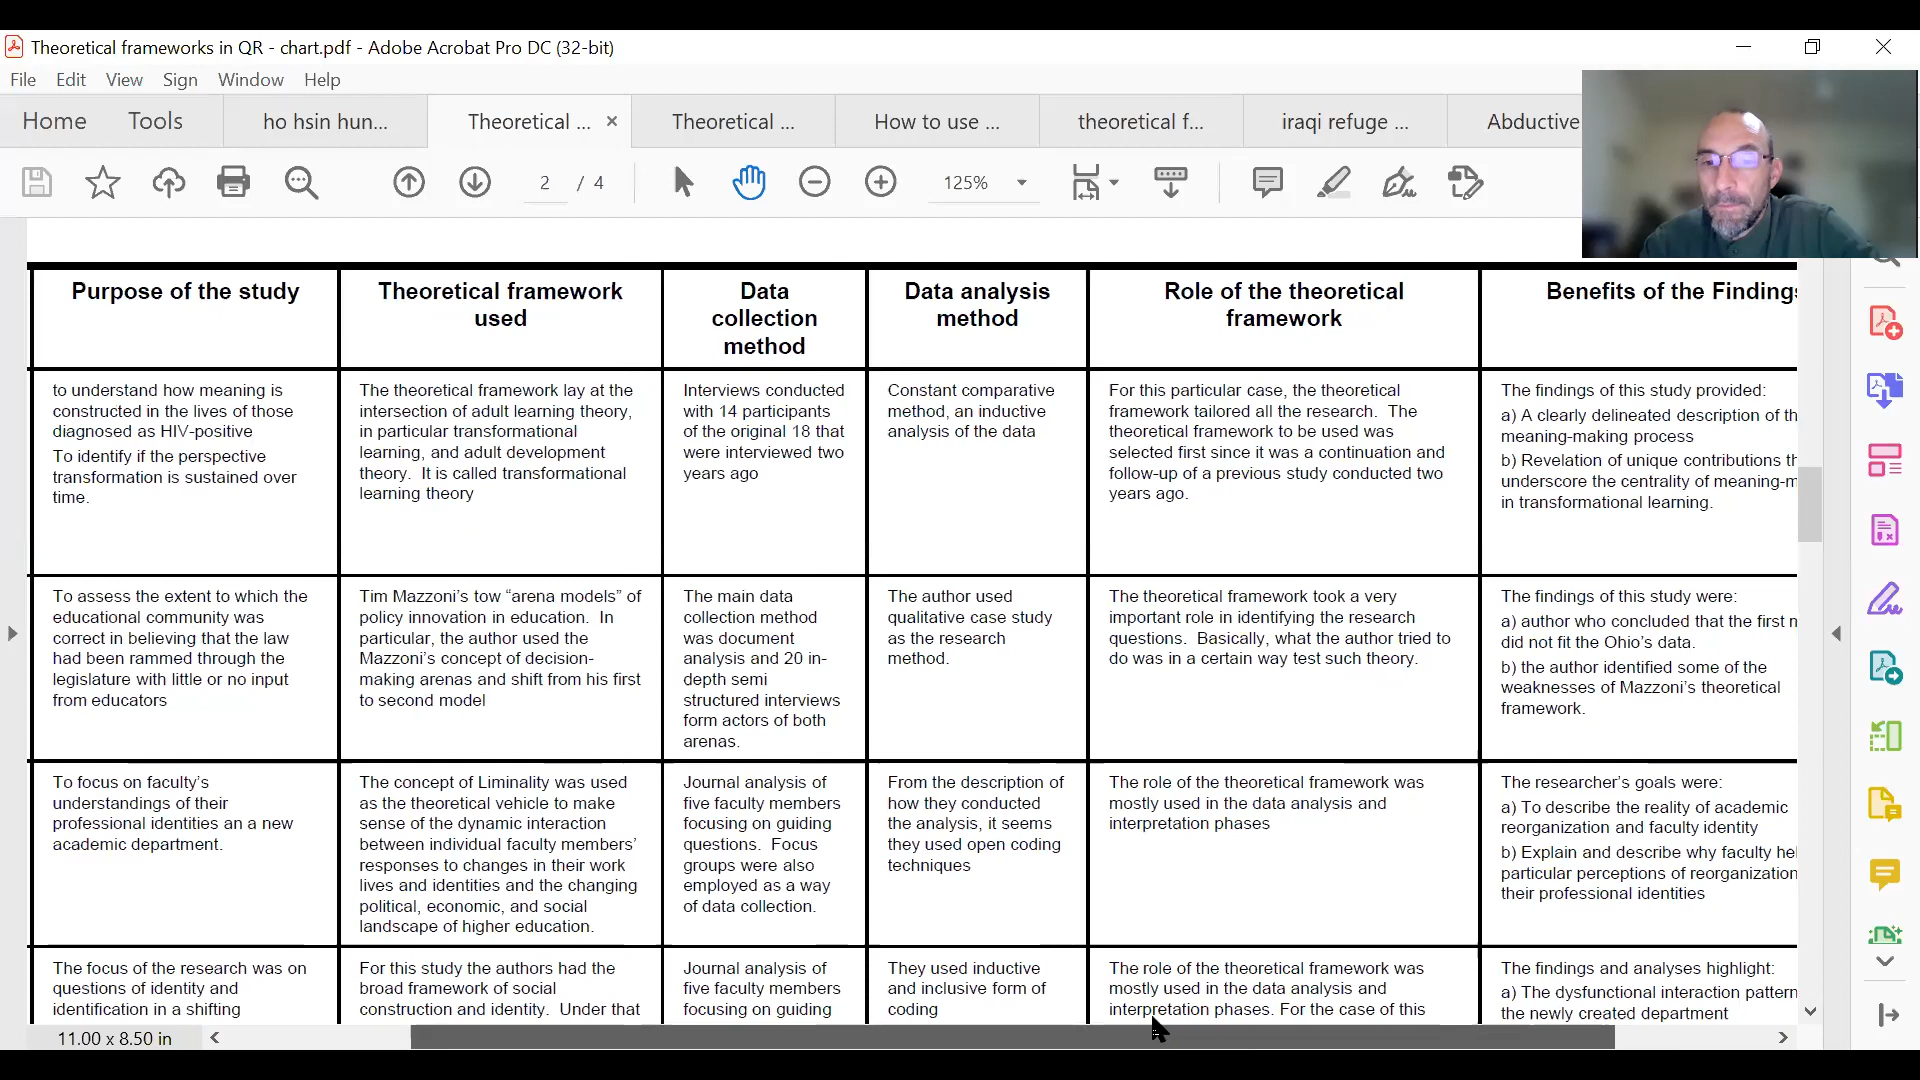 Theoretical frameworks in QR - chart.pdf - Adobe Acrobat Pro DC (32-bit)
File Edit View Sign Window Help
Home Tools ho hsin hun... Theoretical ... × Theoretical ... How to use ... theoretical f... iraqi refuge ... Abductive
2 / 4 125%
Purpose of the study
Theoretical framework
used
Data
collection
method
Data analysis
method
Role of the theoretical
framework
Benefits of the Findings
to understand how meaning is
constructed in the lives of those
diagnosed as HIV-positive
To identify if the perspective
transformation is sustained over
time.
The theoretical framework lay at the
intersection of adult learning theory,
in particular transformational
learning, and adult development
theory. It is called transformational
learning theory
Interviews conducted
with 14 participants
of the original 18 that
were interviewed two
years ago
Constant comparative
method, an inductive
analysis of the data
For this particular case, the theoretical
framework tailored all the research. The
theoretical framework to be used was
selected first since it was a continuation and
follow-up of a previous study conducted two
years ago.
The findings of this study provided:
a) A clearly delineated description of th
meaning-making process
b) Revelation of unique contributions th
underscore the centrality of meaning-m
in transformational learning.
To assess the extent to which the
educational community was
correct in believing that the law
had been rammed through the
legislature with little or no input
from educators
Tim Mazzoni's tow “arena models” of
policy innovation in education. In
particular, the author used the
Mazzoni's concept of decision-
making arenas and shift from his first
to second model
The main data
collection method
was document
analysis and 20 in-
depth semi
structured interviews
form actors of both
arenas.
The author used
qualitative case study
as the research
method.
The theoretical framework took a very
important role in identifying the research
questions. Basically, what the author tried to
do was in a certain way test such theory.
The findings of this study were:
a) author who concluded that the first m
did not fit the Ohio's data.
b) the author identified some of the
weaknesses of Mazzoni's theoretical
framework.
To focus on faculty's
understandings of their
professional identities an a new
academic department.
The concept of Liminality was used
as the theoretical vehicle to make
sense of the dynamic interaction
between individual faculty members'
responses to changes in their work
lives and identities and the changing
political, economic, and social
landscape of higher education.
Journal analysis of
five faculty members
focusing on guiding
questions. Focus
groups were also
employed as a way
of data collection.
From the description of
how they conducted
the analysis, it seems
they used open coding
techniques
The role of the theoretical framework was
mostly used in the data analysis and
interpretation phases
The researcher's goals were:
a) To describe the reality of academic
reorganization and faculty identity
b) Explain and describe why faculty hel
particular perceptions of reorganization
their professional identities
The focus of the research was on
questions of identity and
identification in a shifting
For this study the authors had the
broad framework of social
construction and identity. Under that
Journal analysis of
five faculty members
focusing on guiding
They used inductive
and inclusive form of
coding
The role of the theoretical framework was
mostly used in the data analysis and
interpretation phases. For the case of this
The findings and analyses highlight:
a) The dysfunctional interaction pattern
the newly created department
11.00 x 8.50 in